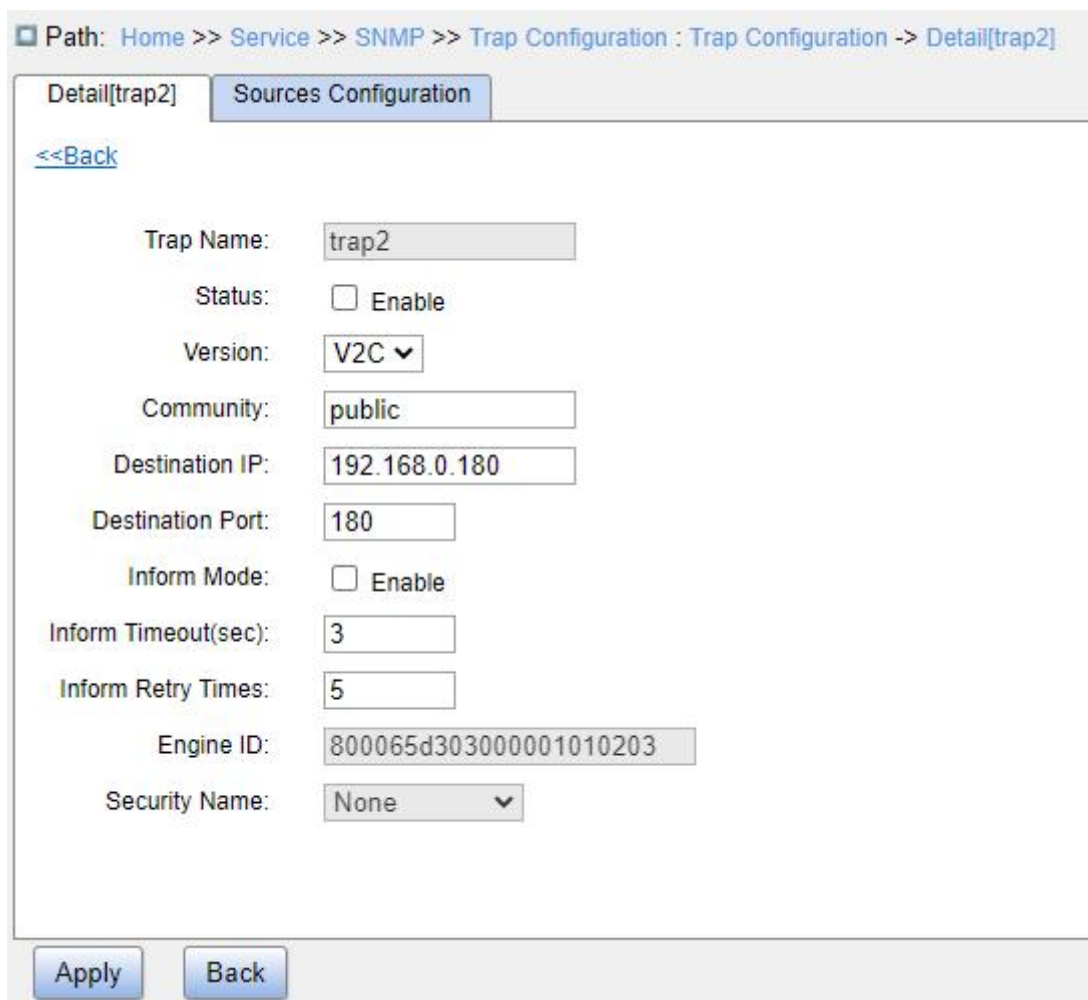 Path: Home >> Service >> SNMP >> Trap Configuration : Trap Configuration -> Detail[trap2]
Detail[trap2] Sources Configuration
<<Back
Trap Name: trap2
Status: Enable
Version: V2C
Community: public
Destination IP: 192.168.0.180
Destination Port: 180
Inform Mode: Enable
Inform Timeout(sec): 3
Inform Retry Times: 5
Engine ID: 800065d303000001010203
Security Name: None
Apply Back